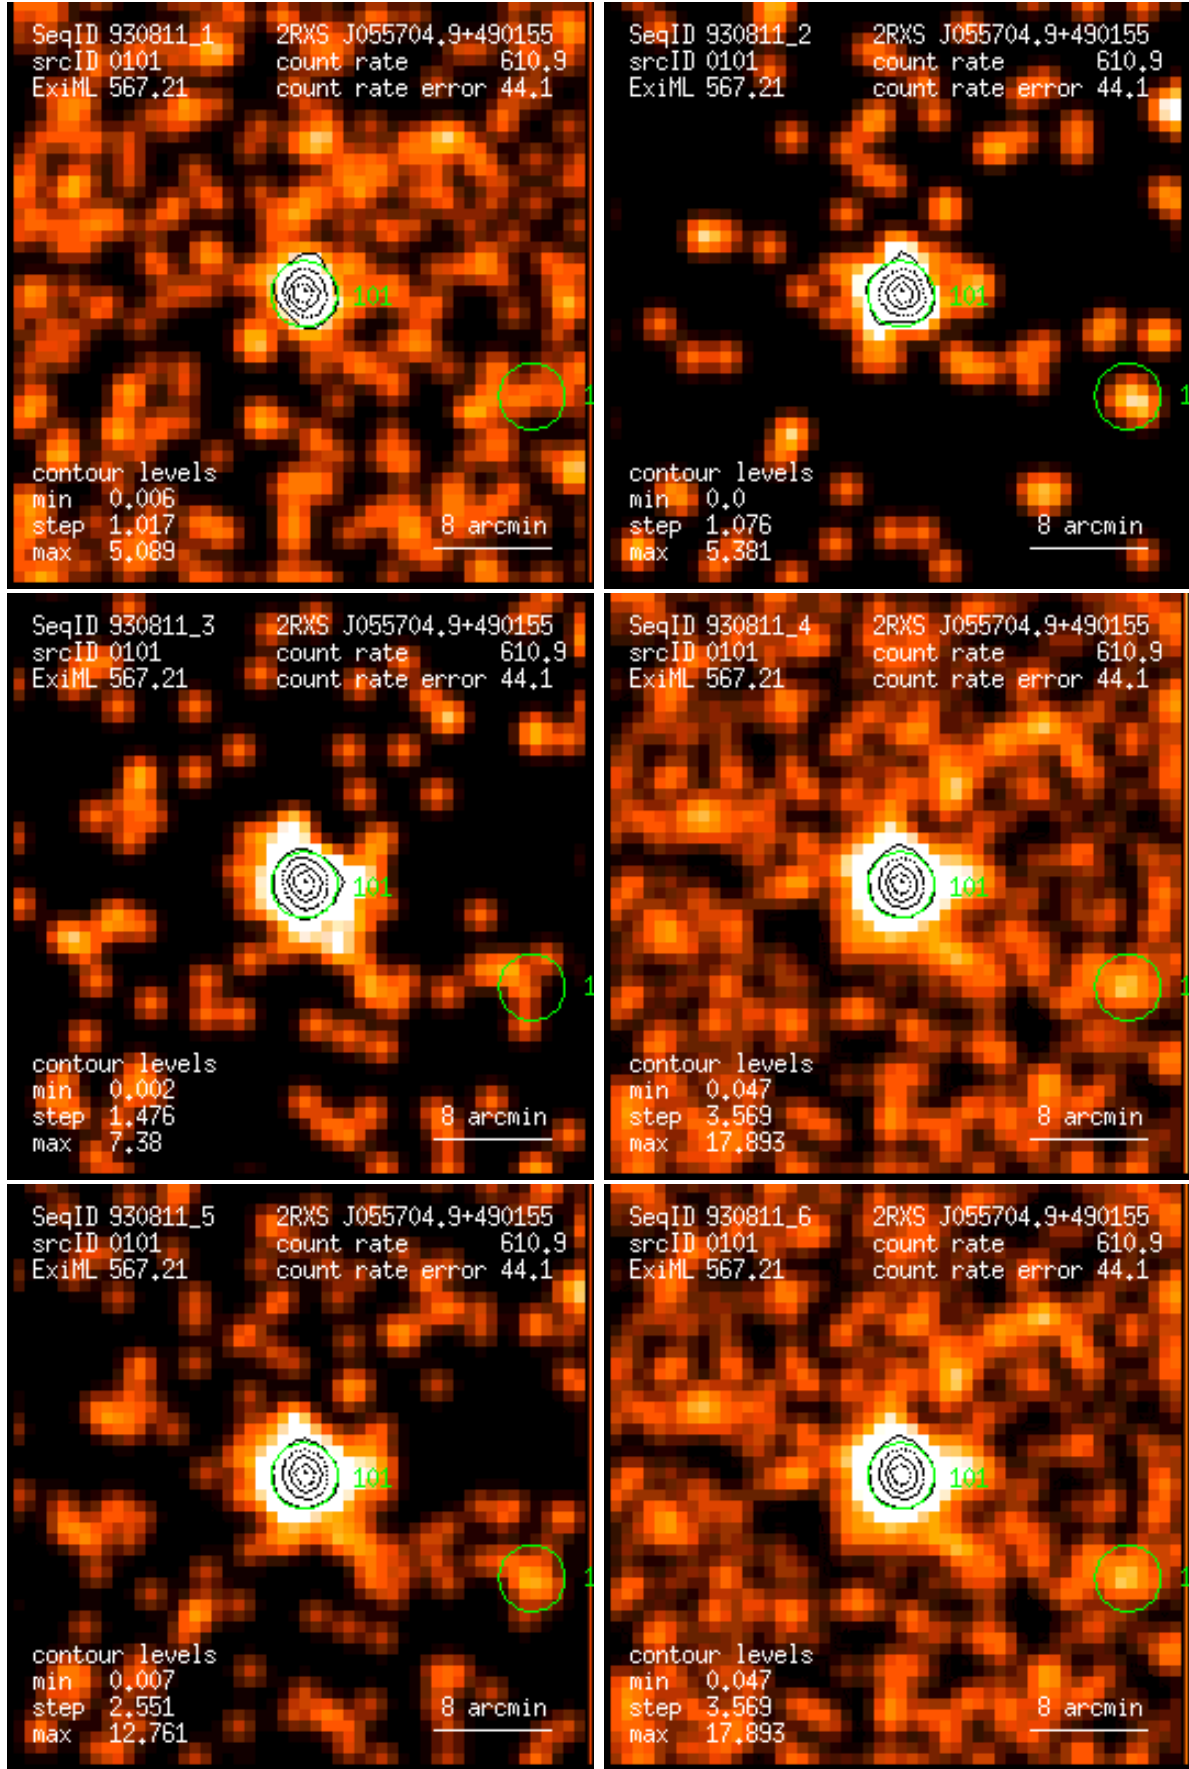 SeqID 930811_1 2RXS J055704.9+490155
srcID 0101 count rate 610.9
ExiML 567.21 count rate error 44.1
101
1
contour levels
min 0.006
step 1.017 8 arcmin
max 5.089
SeqID 930811_2 2RXS J055704.9+490155
srcID 0101 count rate 610.9
ExiML 567.21 count rate error 44.1
101
1
contour levels
min 0.0
step 1.076 8 arcmin
max 5.381
SeqID 930811_3 2RXS J055704.9+490155
srcID 0101 count rate 610.9
ExiML 567.21 count rate error 44.1
101
1
contour levels
min 0.002
step 1.476 8 arcmin
max 7.38
SeqID 930811_4 2RXS J055704.9+490155
srcID 0101 count rate 610.9
ExiML 567.21 count rate error 44.1
101
1
contour levels
min 0.047
step 3.569 8 arcmin
max 17.893
SeqID 930811_5 2RXS J055704.9+490155
srcID 0101 count rate 610.9
ExiML 567.21 count rate error 44.1
101
1
contour levels
min 0.007
step 2.551 8 arcmin
max 12.761
SeqID 930811_6 2RXS J055704.9+490155
srcID 0101 count rate 610.9
ExiML 567.21 count rate error 44.1
101
1
contour levels
min 0.047
step 3.569 8 arcmin
max 17.893